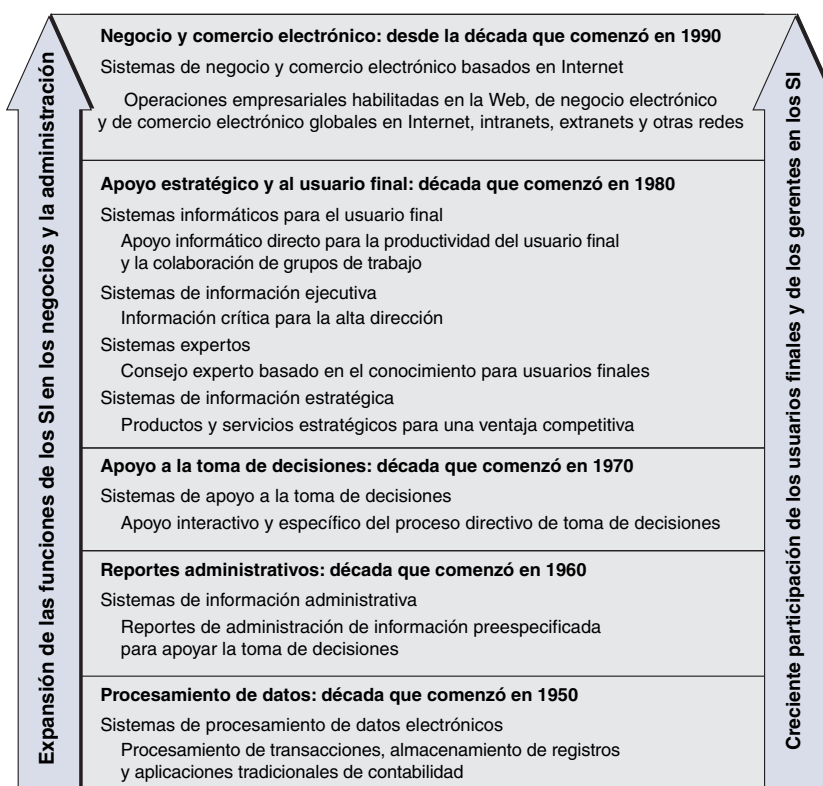 Expansión de las funciones de los SI en los negocios y la administración
Negocio y comercio electrónico: desde la década que comenzó en 1990
Sistemas de negocio y comercio electrónico basados en Internet
Operaciones empresariales habilitadas en la Web, de negocio electrónico
y de comercio electrónico globales en Internet, intranets, extranets y otras redes
Apoyo estratégico y al usuario final: década que comenzó en 1980
Sistemas informáticos para el usuario final
Apoyo informático directo para la productividad del usuario final
y la colaboración de grupos de trabajo
Sistemas de información ejecutiva
Información crítica para la alta dirección
Sistemas expertos
Consejo experto basado en el conocimiento para usuarios finales
Sistemas de información estratégica
Productos y servicios estratégicos para una ventaja competitiva
Apoyo a la toma de decisiones: década que comenzó en 1970
Sistemas de apoyo a la toma de decisiones
Apoyo interactivo y específico del proceso directivo de toma de decisiones
Reportes administrativos: década que comenzó en 1960
Sistemas de información administrativa
Reportes de administración de información preespecificada
para apoyar la toma de decisiones
Procesamiento de datos: década que comenzó en 1950
Sistemas de procesamiento de datos electrónicos
Procesamiento de transacciones, almacenamiento de registros
y aplicaciones tradicionales de contabilidad
Creciente participación de los usuarios finales y de los gerentes en los SI